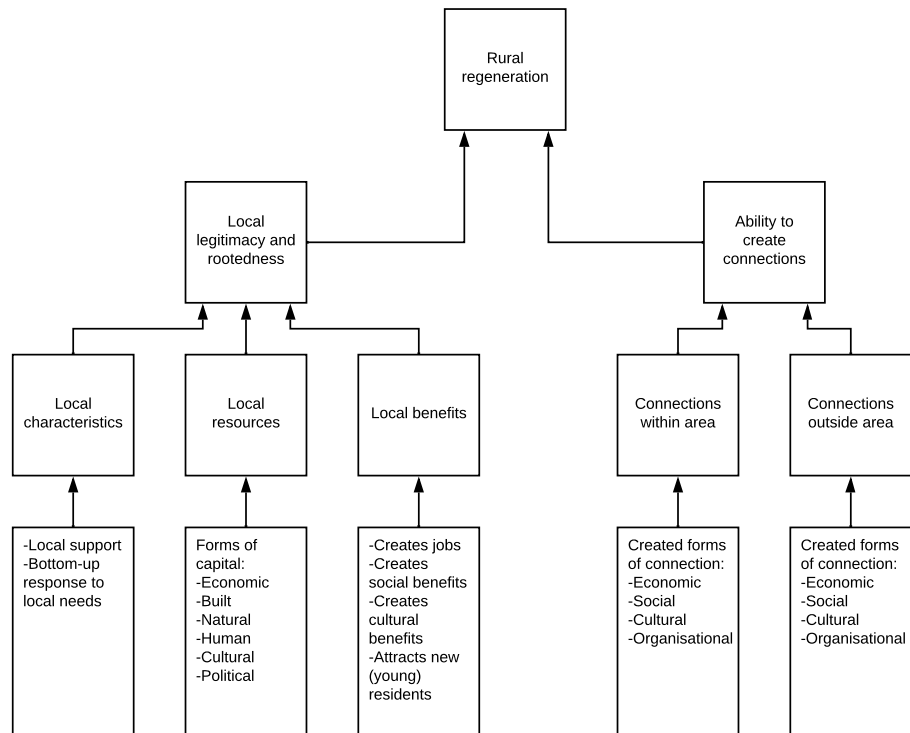 Rural
regeneration
Local
legitimacy and
rootedness
Ability to
create
connections
Local
characteristics
Local
resources
Local benefits
Connections
within area
Connections
outside area
-Local support
-Bottom-up
response to
local needs
Forms of
capital:
-Economic
-Built
-Natural
-Human
-Cultural
-Political
-Creates jobs
-Creates
social benefits
-Creates
cultural
benefits
-Attracts new
(young)
residents
Created forms
of connection:
-Economic
-Social
-Cultural
-Organisational
Created forms
of connection:
-Economic
-Social
-Cultural
-Organisational